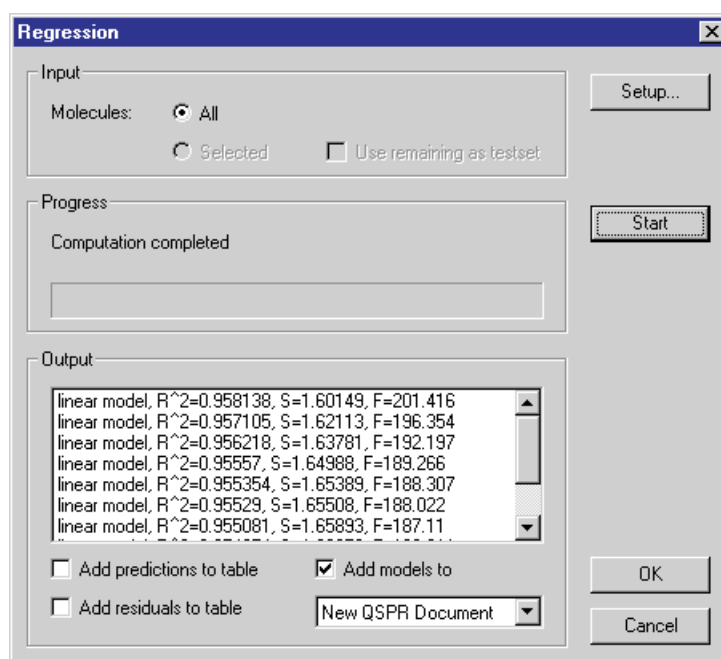 Regression
Input
Setup...
Molecules: All
Selected Use remaining as testset
Progress
Start
Computation completed
Output
linear model, R^2=0.958138, S=1.60149, F=201.416
linear model, R^2=0.957105, S=1.62113, F=196.354
linear model, R^2=0.956218, S=1.63781, F=192.197
linear model, R^2=0.95557, S=1.64988, F=189.266
linear model, R^2=0.955354, S=1.65389, F=188.307
linear model, R^2=0.95529, S=1.65508, F=188.022
linear model, R^2=0.955081, S=1.65893, F=187.11
Add predictions to table Add models to
OK
Add residuals to table New QSPR Document
Cancel